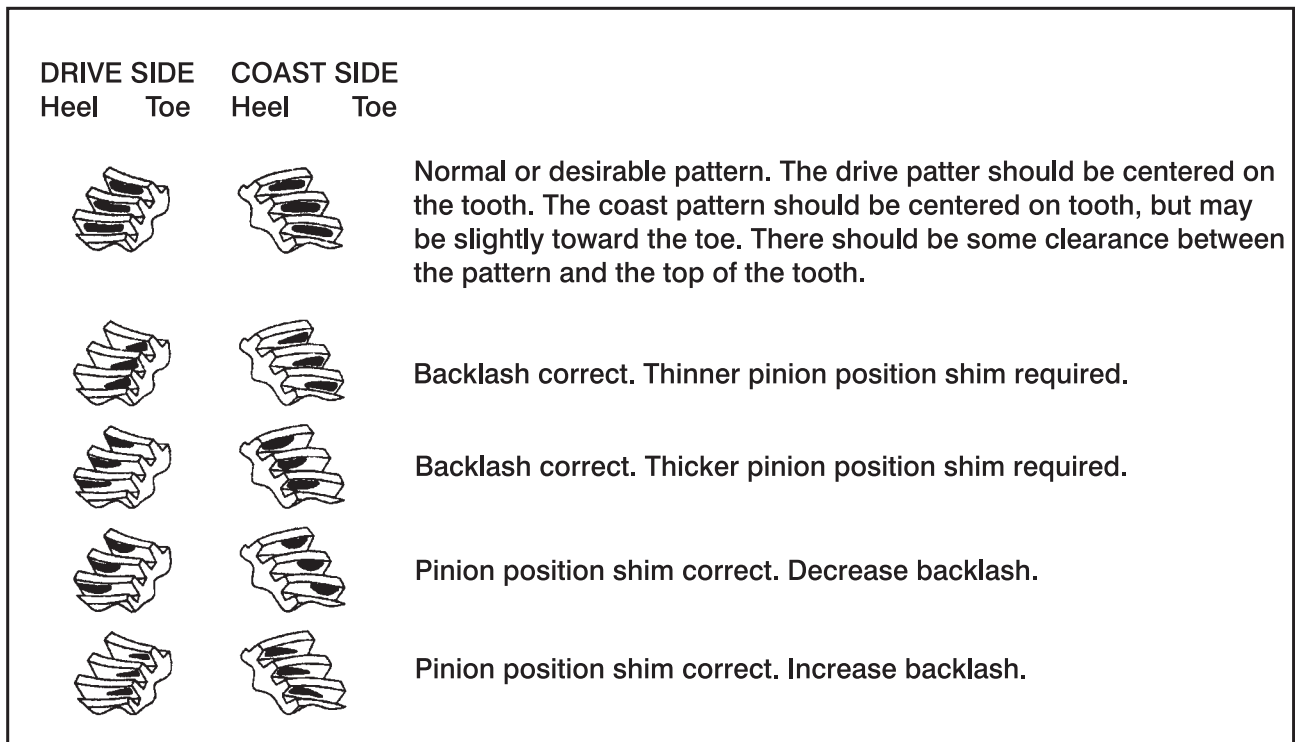 DRIVE SIDE COAST SIDE
Heel Toe Heel Toe
Normal or desirable pattern. The drive patter should be centered on
the tooth. The coast pattern should be centered on tooth, but may
be slightly toward the toe. There should be some clearance between
the pattern and the top of the tooth.
Backlash correct. Thinner pinion position shim required.
Backlash correct. Thicker pinion position shim required.
Pinion position shim correct. Decrease backlash.
Pinion position shim correct. Increase backlash.